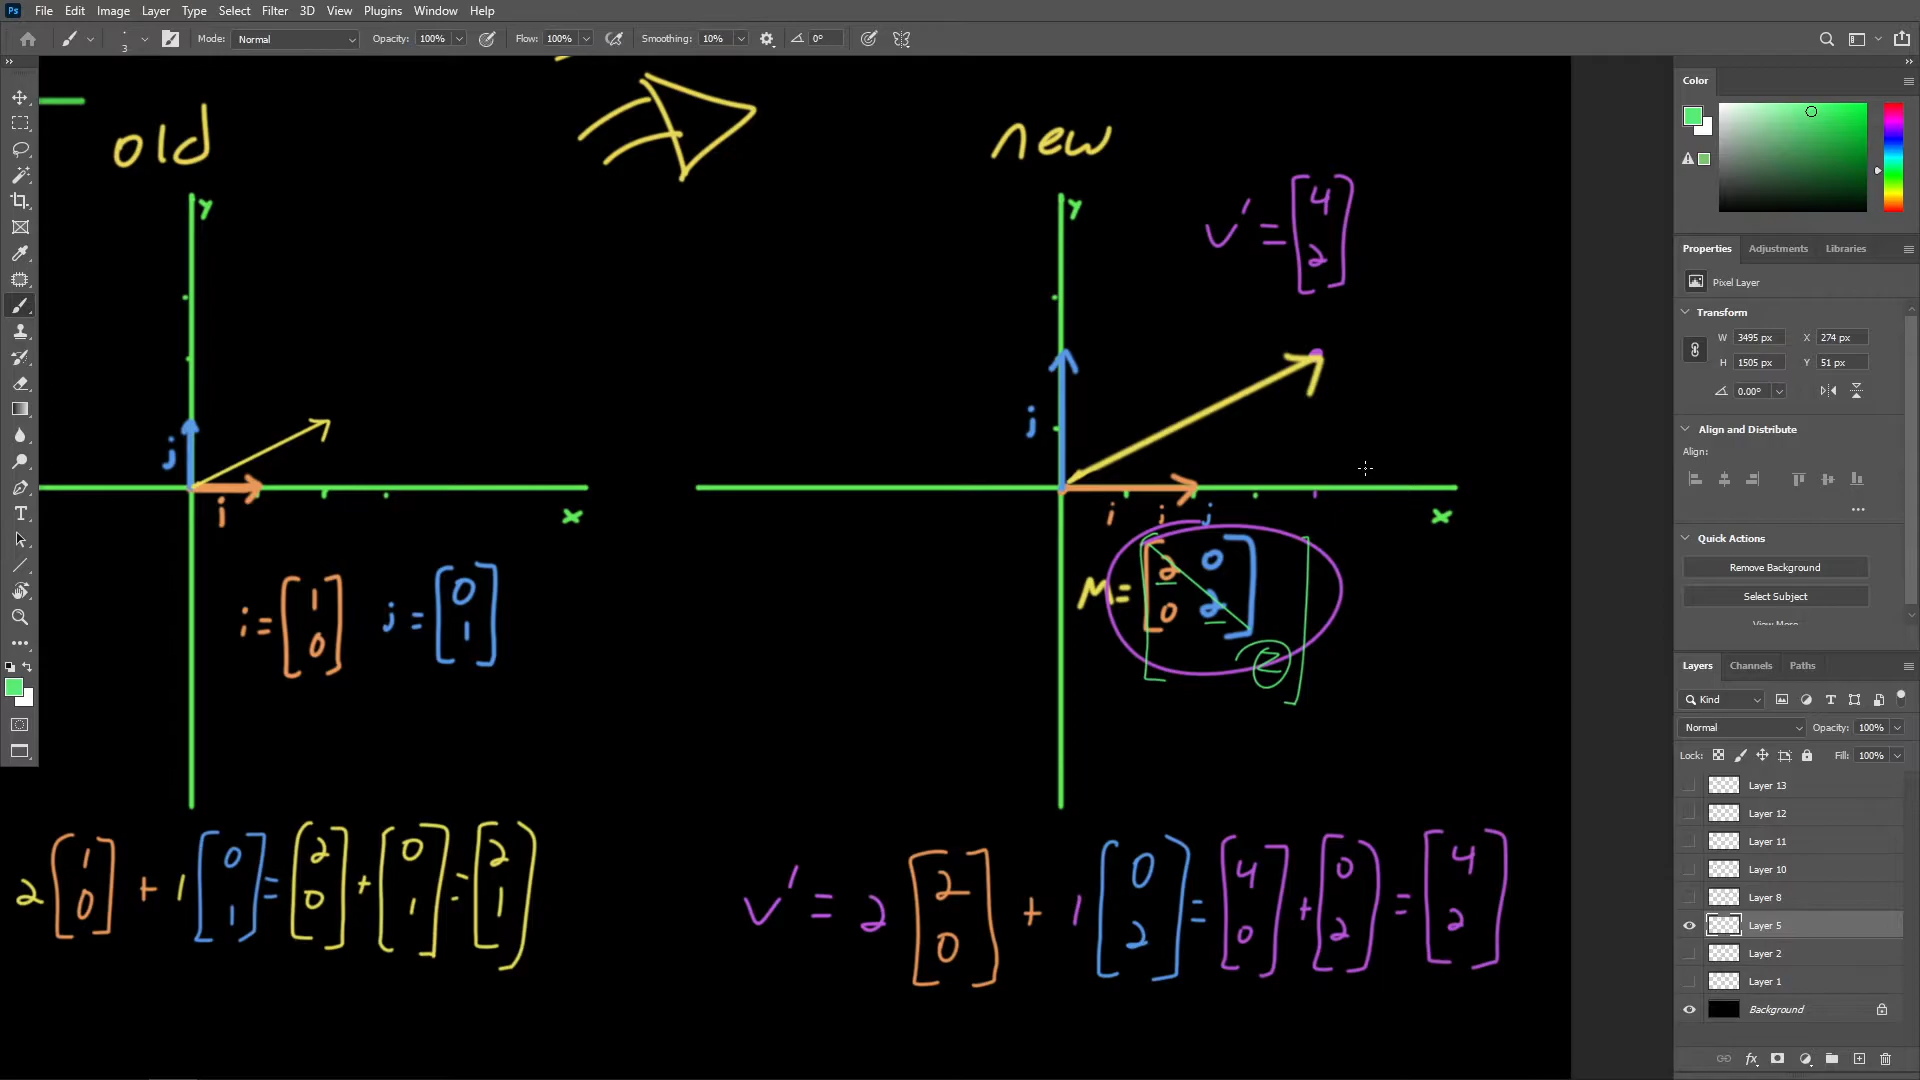 Ps File Edit Image Layer Type Select Filter 3D View Plugins Window Help
3 Mode: Normal Opacity: 100% Flow: 100% Smoothing: 10% 0°
old
new
y
j
i
x
i = [1 0] j = [0 1]
y
v' = [4 2]
j
i i j
x
M = [2 0
0 2]
2
2 [1 0] + 1 [0 1] = [2 0] + [0 1] = [2 1]
v' = 2 [2 0] + 1 [0 2] = [4 0] + [0 2] = [4 2]
Color
Properties Adjustments Libraries
Pixel Layer
Transform
W 3495 px X 274 px
H 1505 px Y 51 px
0.00°
Align and Distribute
Align:
Quick Actions
Remove Background
Select Subject
View More
Layers Channels Paths
Kind
Normal Opacity: 100%
Lock: Fill: 100%
Layer 13
Layer 12
Layer 11
Layer 10
Layer 8
Layer 5
Layer 2
Layer 1
Background